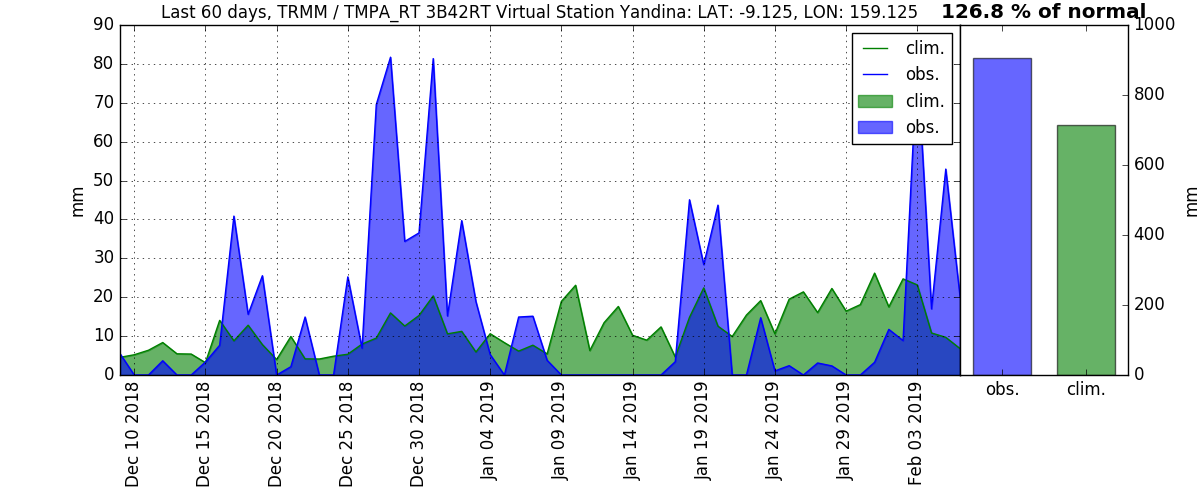 Last 60 days, TRMM / TMPA_RT 3B42RT Virtual Station Yandina: LAT: -9.125, LON: 159.125
126.8 % of normal
90
80
70
60
50
40
30
20
10
0
mm
clim.
obs.
clim.
obs.
1000
800
600
400
200
0
mm
obs.
clim.
Dec 10 2018
Dec 15 2018
Dec 20 2018
Dec 25 2018
Dec 30 2018
Jan 04 2019
Jan 09 2019
Jan 14 2019
Jan 19 2019
Jan 24 2019
Jan 29 2019
Feb 03 2019